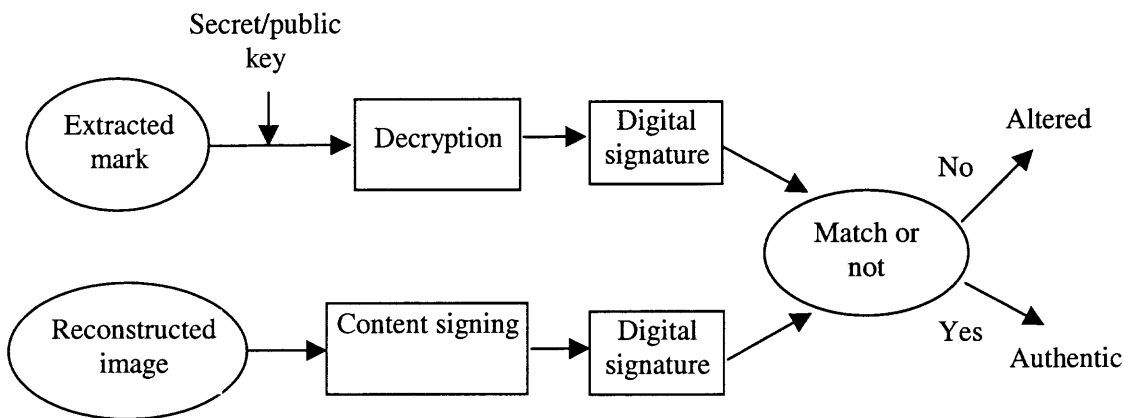 Secret/public
key
Extracted
mark
Decryption
Digital
signature
Altered
No
Match or
not
Reconstructed
image
Content signing
Digital
signature
Yes
Authentic